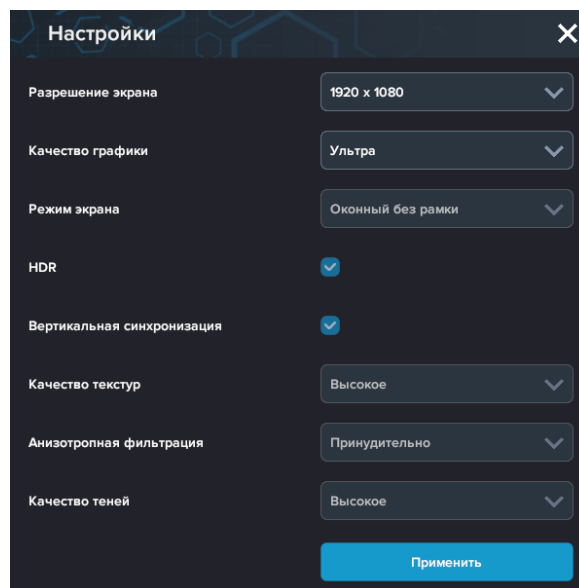 Настройки
Разрешение экрана 1920 x 1080
Качество графики Ультра
Режим экрана Оконный без рамки
HDR
Вертикальная синхронизация
Качество текстур Высокое
Анизотропная фильтрация Принудительно
Качество теней Высокое
Применить